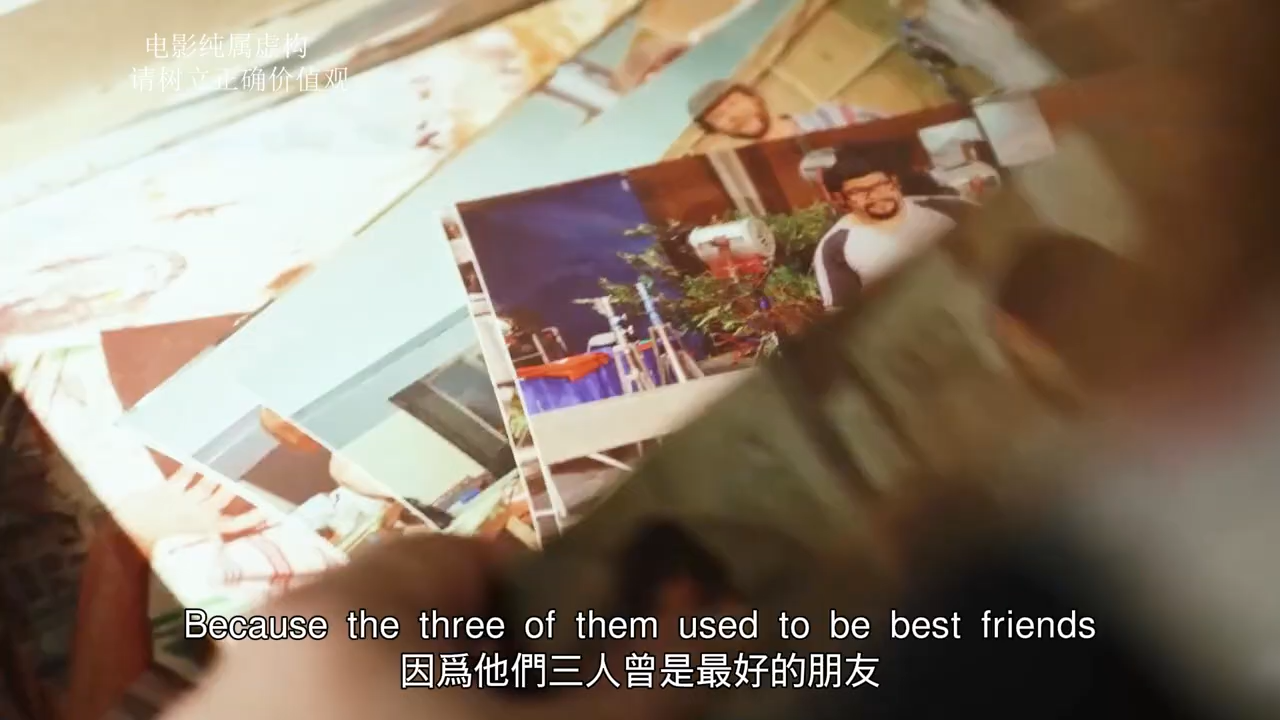 电影纯属虚构
请树立正确价值观
Because the three of them used to be best friends
因爲他們三人曾是最好的朋友